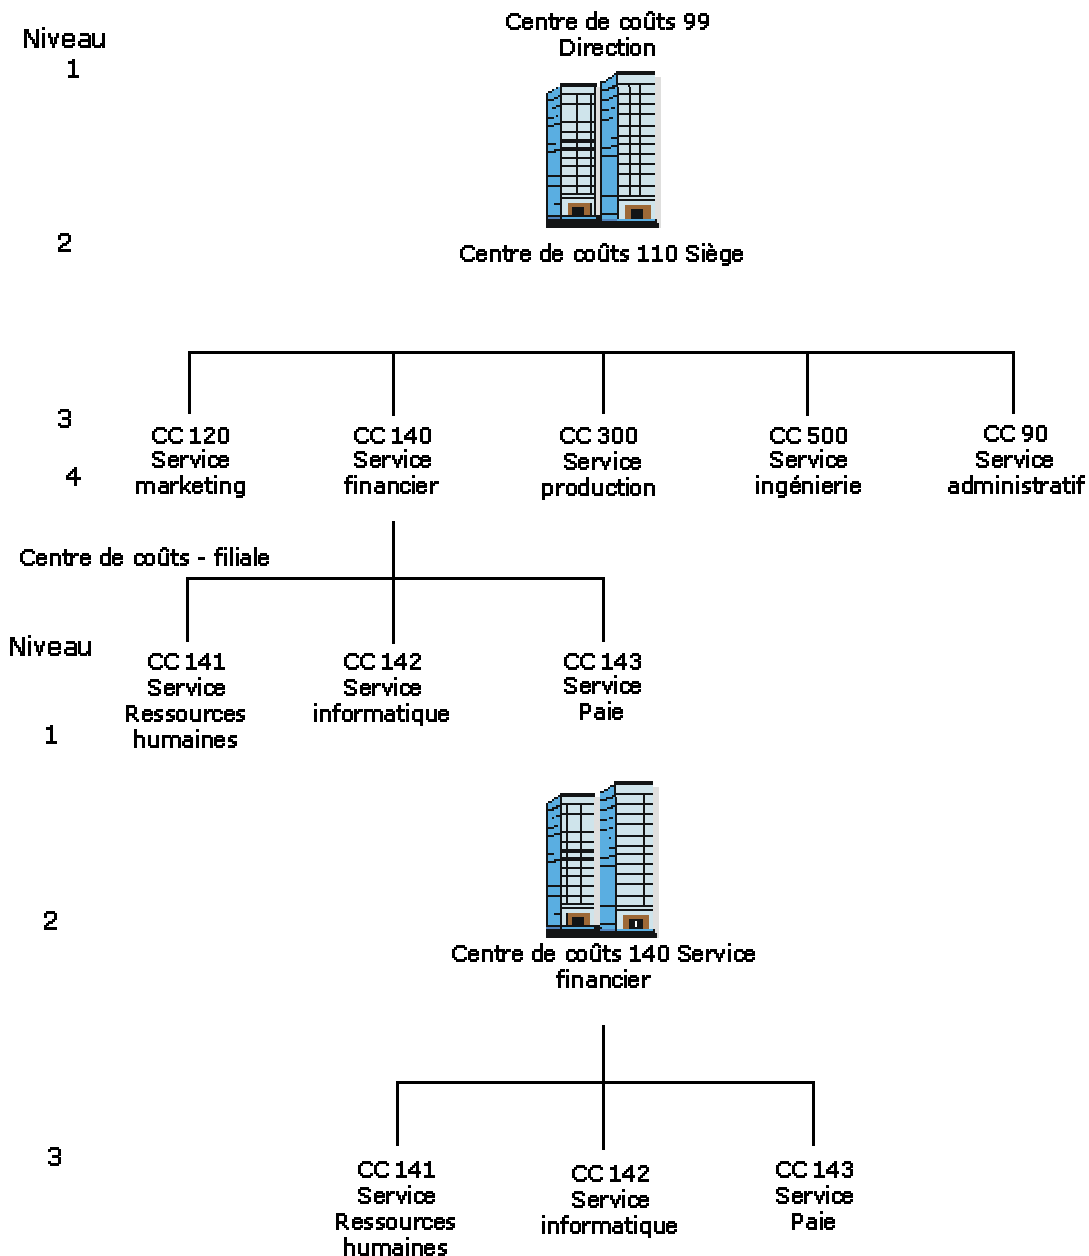 Centre de coûts 99
Direction
Niveau
1
2
Centre de coûts 110 Siège
3
4
CC 120
Service
marketing
CC 140
Service
financier
CC 300
Service
production
CC 500
Service
ingénierie
CC 90
Service
administratif
Centre de coûts - filiale
Niveau
1
CC 141
Service
Ressources
humaines
CC 142
Service
informatique
CC 143
Service
Paie
2
Centre de coûts 140 Service
financier
3
CC 141
Service
Ressources
humaines
CC 142
Service
informatique
CC 143
Service
Paie